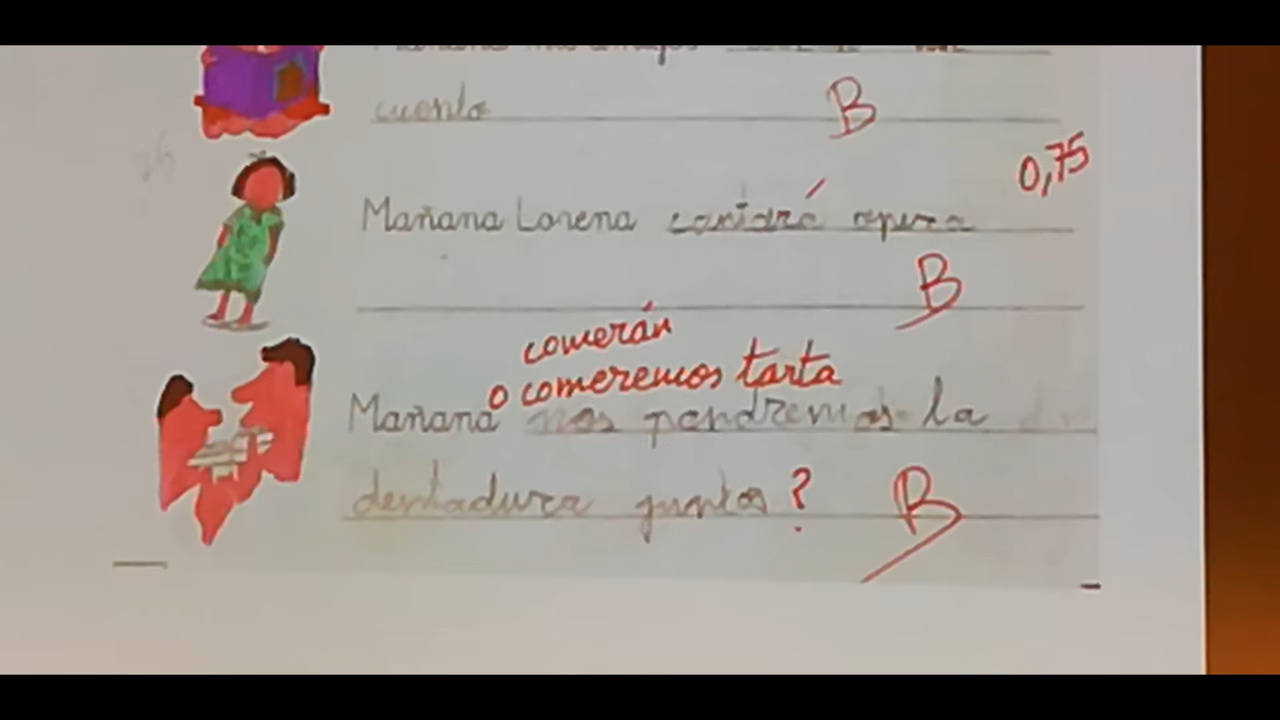 cuento
B
0,75
Mañana Lorena cantará opera
B
comerán
o comeremos tarta
Mañana nos pondremos la
dentadura juntos ?
B